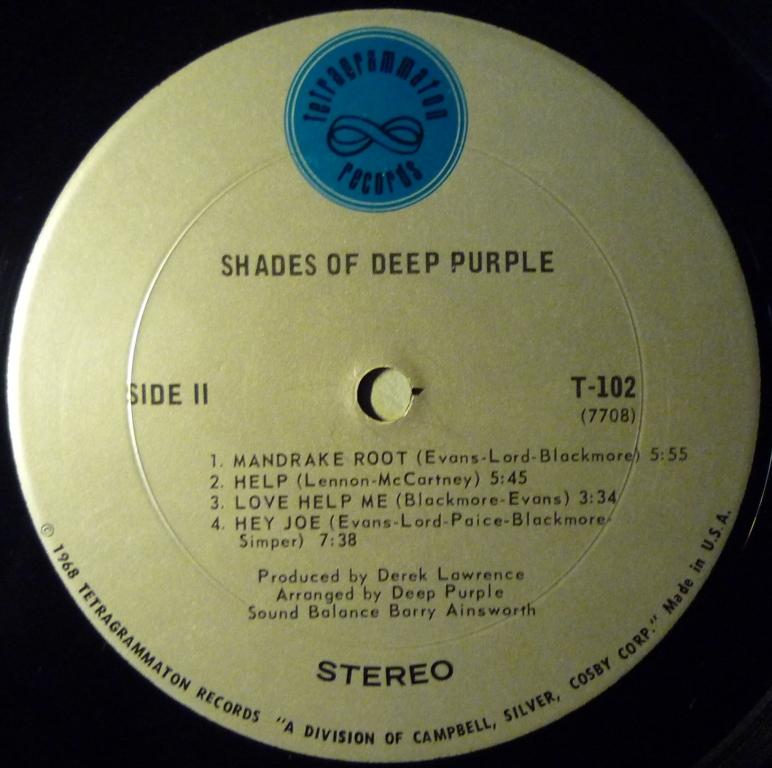 tetragrammaton
records
SHADES OF DEEP PURPLE
SIDE II
T-102
(7708)
1. MANDRAKE ROOT (Evans-Lord-Blackmore) 5:55
2. HELP (Lennon-McCartney) 5:45
3. LOVE HELP ME (Blackmore-Evans) 3:34
4. HEY JOE (Evans-Lord-Paice-Blackmore-
Simper) 7:38
Produced by Derek Lawrence
Arranged by Deep Purple
Sound Balance Barry Ainsworth
STEREO
© 1968 TETRAGRAMMATON RECORDS "A DIVISION OF CAMPBELL, SILVER, COSBY CORP." Made in U.S.A.